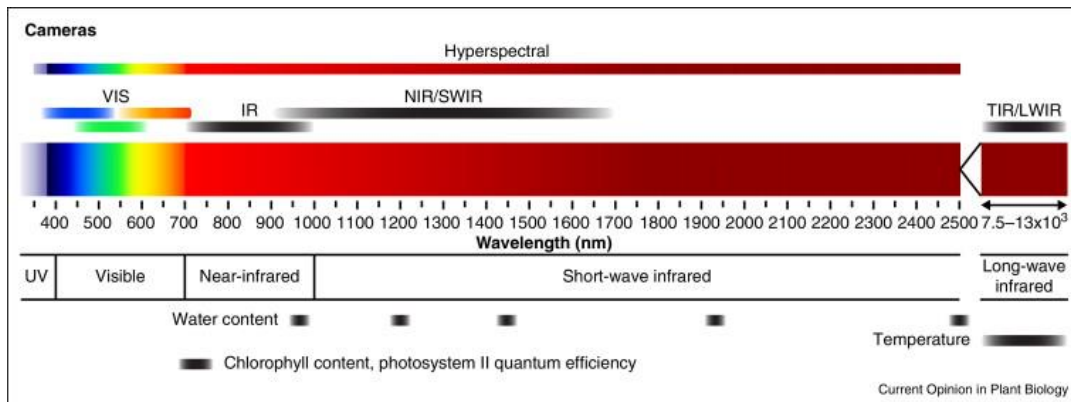 Cameras
Hyperspectral
VIS
IR
NIR/SWIR
TIR/LWIR
400 500 600 700 800 900 1000 1100 1200 1300 1400 1500 1600 1700 1800 1900 2000 2100 2200 2300 2400 2500 7.5–13x10³
Wavelength (nm)
UV Visible Near-infrared Short-wave infrared Long-wave
infrared
Water content
Temperature
Chlorophyll content, photosystem II quantum efficiency
Current Opinion in Plant Biology